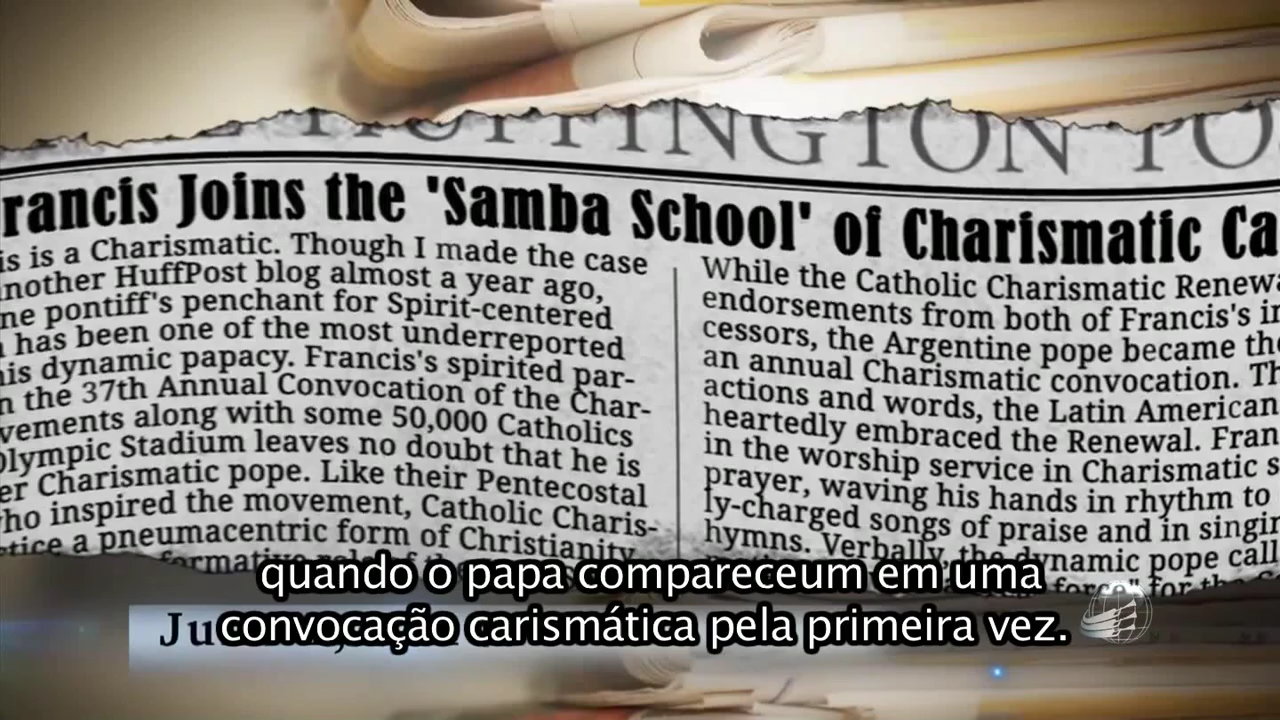 HUFFINGTON PO
rancis Joins the 'Samba School' of Charismatic Ca
is is a Charismatic. Though I made the case
nother HuffPost blog almost a year ago,
ne pontiff's penchant for Spirit-centered
has been one of the most underreported
his dynamic papacy. Francis's spirited par-
n the 37th Annual Convocation of the Char-
vements along with some 50,000 Catholics
Olympic Stadium leaves no doubt that he is
er Charismatic pope. Like their Pentecostal
who inspired the movement, Catholic Charis-
ctice a pneumacentric form of Christianity
While the Catholic Charismatic Renewa
endorsements from both of Francis's i
cessors, the Argentine pope became the
an annual Charismatic convocation. Th
actions and words, the Latin American
heartedly embraced the Renewal. Fran
in the worship service in Charismatic s
prayer, waving his hands in rhythm to
ly-charged songs of praise and in singin
hymns. Verbally, the dynamic pope call
force" for the
quando o papa compareceum em uma
convocação carismática pela primeira vez.
Ju